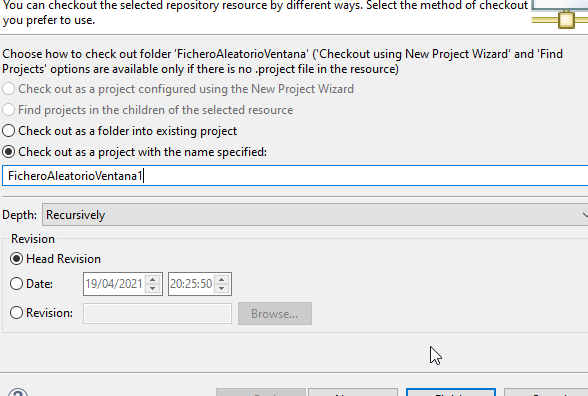 You can checkout the selected repository resource by different ways. Select the method of checkout
you prefer to use.
Choose how to check out folder 'FicheroAleatorioVentana' ('Checkout using New Project Wizard' and 'Find
Projects' options are available only if there is no .project file in the resource)
Check out as a project configured using the New Project Wizard
Find projects in the children of the selected resource
Check out as a folder into existing project
Check out as a project with the name specified:
FicheroAleatorioVentana1
Depth: Recursively
Revision
Head Revision
Date: 19/04/2021 20:25:50
Revision: Browse...